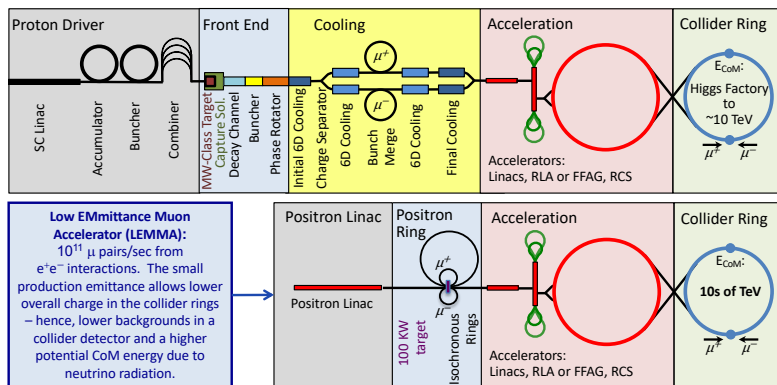 Proton Driver
Front End
Cooling
Acceleration
Collider Ring
SC Linac
Accumulator
Buncher
Combiner
MW-Class Target
Capture Sol.
Decay Channel
Buncher
Phase Rotator
Initial 6D Cooling
Charge Separator
6D Cooling
μ+
μ−
Bunch
Merge
6D Cooling
Final Cooling
Accelerators:
Linacs, RLA or FFAG, RCS
ECoM:
Higgs Factory
to
~10 TeV
μ+ μ−
Low EMmittance Muon
Accelerator (LEMMA):
10¹¹ μ pairs/sec from
e⁺e⁻ interactions. The small
production emittance allows lower
overall charge in the collider rings
– hence, lower backgrounds in a
collider detector and a higher
potential CoM energy due to
neutrino radiation.
Positron Linac
Positron
Ring
Acceleration
Collider Ring
Positron Linac
μ+
μ−
100 KW
target
Isochronous
Rings
Accelerators:
Linacs, RLA or FFAG, RCS
ECoM:
10s of TeV
μ+ μ−